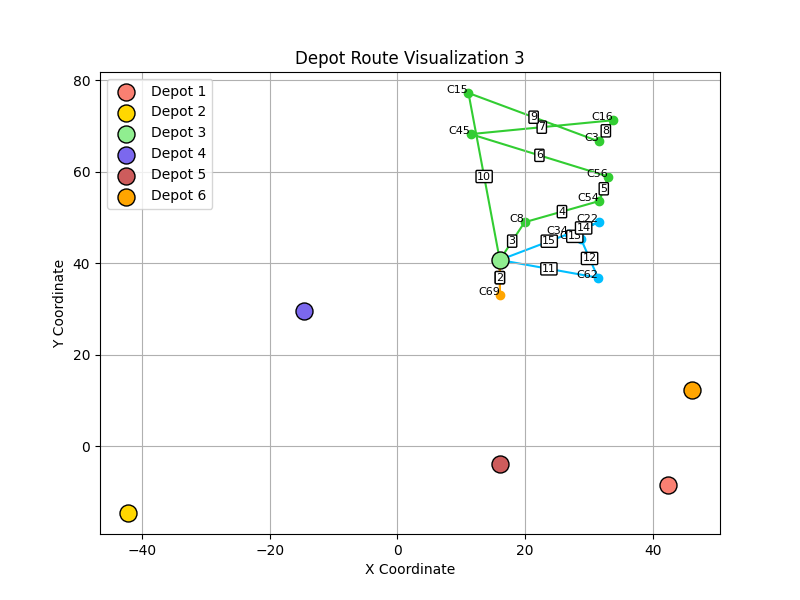 Depot Route Visualization 3
Depot 1
Depot 2
Depot 3
Depot 4
Depot 5
Depot 6
C15
C16
9
7
8
C45
C3
6
C56
10
5
C54
4
C8
C22
14
C34
13
3
15
12
11
C62
2
C69
80
60
40
20
0
Y Coordinate
−40
−20
0
20
40
X Coordinate